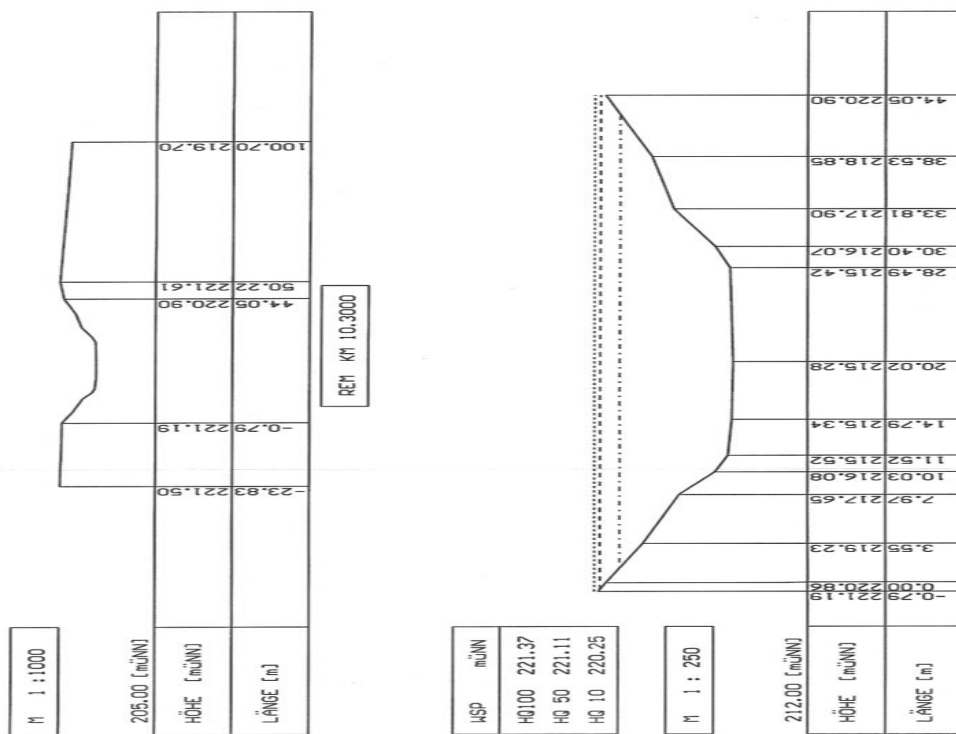 M 1:1000
205.00 [müNN]
HÖHE [müNN]
221.50
221.19
220.90
221.61
219.70
LÄNGE [m]
-23.83
-0.79
44.05
50.22
100.70
REM KM 10.3000
WSP müNN
HQ100 221.37
HQ 50 221.11
HQ 10 220.25
M 1: 250
212.00 [müNN]
HÖHE [müNN]
221.19
220.86
219.23
217.65
216.08
215.52
215.34
215.28
215.42
216.07
217.90
218.85
220.90
LÄNGE [m]
-0.79
0.00
3.55
7.97
10.03
11.52
14.79
20.02
28.49
30.40
33.81
38.53
44.05